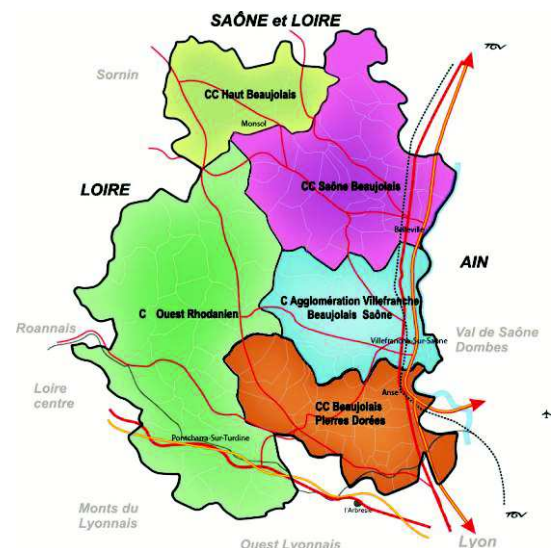 SAÔNE et LOIRE
TGV
Sornin
CC Haut Beaujolais
Monsol
CC Saône Beaujolais
LOIRE
Belleville
AIN
C Agglomération Villefranche
Beaujolais Saône
C Ouest Rhodanien
Roannais
Villefranche-Sur-Saône
Val de Saône
Dombes
Loire
centre
Anse
CC Beaujolais
Pierres Dorées
Pontcharra-Sur-Turdine
Monts du
Lyonnais
l'Arbresle
TGV
Ouest Lyonnais
Lyon